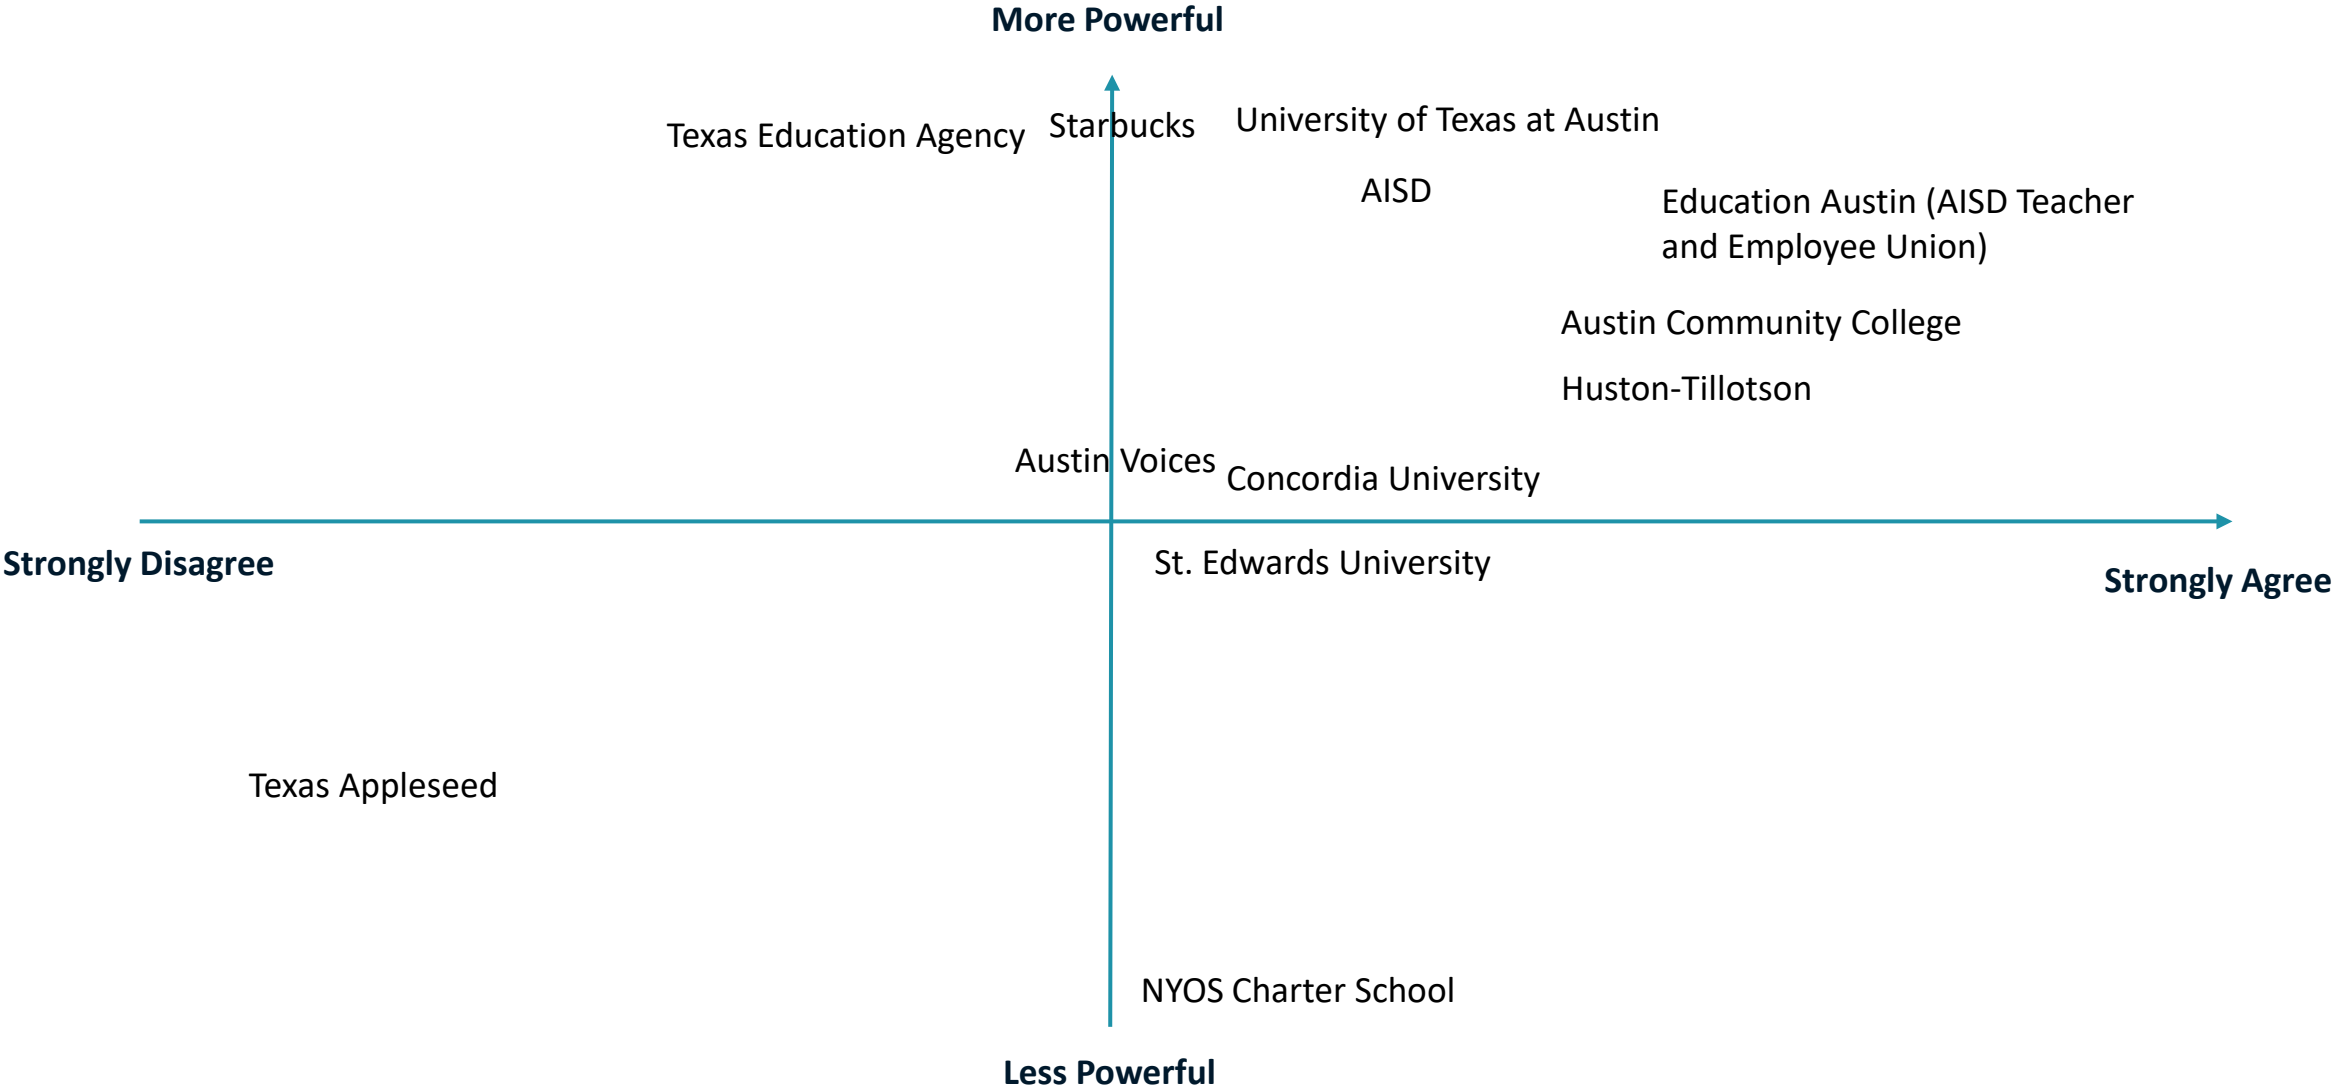 More Powerful
Texas Education Agency
Starbucks
University of Texas at Austin
AISD
Education Austin (AISD Teacher
and Employee Union)
Austin Community College
Huston-Tillotson
Austin Voices
Concordia University
Strongly Disagree
St. Edwards University
Strongly Agree
Texas Appleseed
NYOS Charter School
Less Powerful